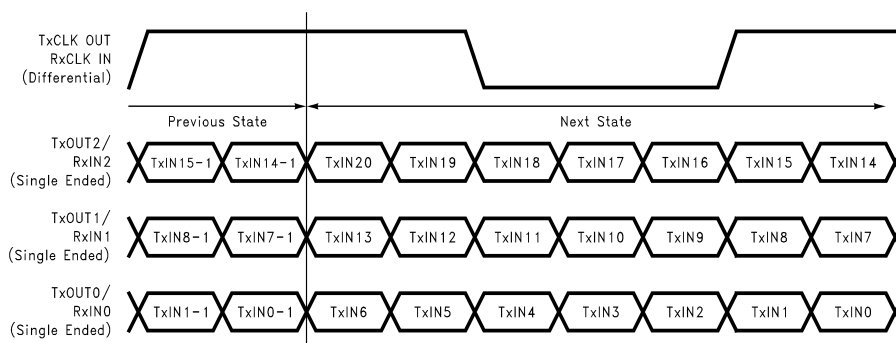 TxCLK OUT
RxCLK IN
(Differential)
Previous State
Next State
TxOUT2/
RxIN2
(Single Ended)
TxIN15-1 TxIN14-1 TxIN20 TxIN19 TxIN18 TxIN17 TxIN16 TxIN15 TxIN14
TxOUT1/
RxIN1
(Single Ended)
TxIN8-1 TxIN7-1 TxIN13 TxIN12 TxIN11 TxIN10 TxIN9 TxIN8 TxIN7
TxOUT0/
RxIN0
(Single Ended)
TxIN1-1 TxIN0-1 TxIN6 TxIN5 TxIN4 TxIN3 TxIN2 TxIN1 TxIN0